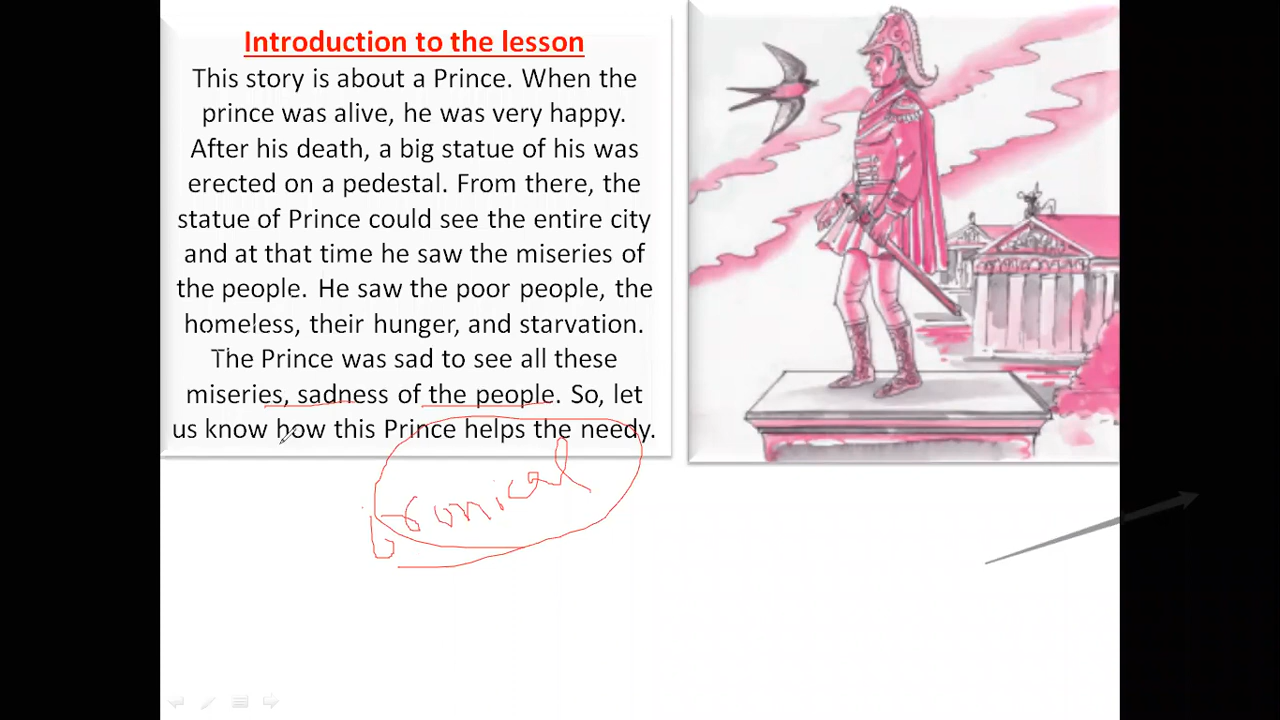 Introduction to the lesson
This story is about a Prince. When the
prince was alive, he was very happy.
After his death, a big statue of his was
erected on a pedestal. From there, the
statue of Prince could see the entire city
and at that time he saw the miseries of
the people. He saw the poor people, the
homeless, their hunger, and starvation.
The Prince was sad to see all these
miseries, sadness of the people. So, let
us know how this Prince helps the needy.
ironical